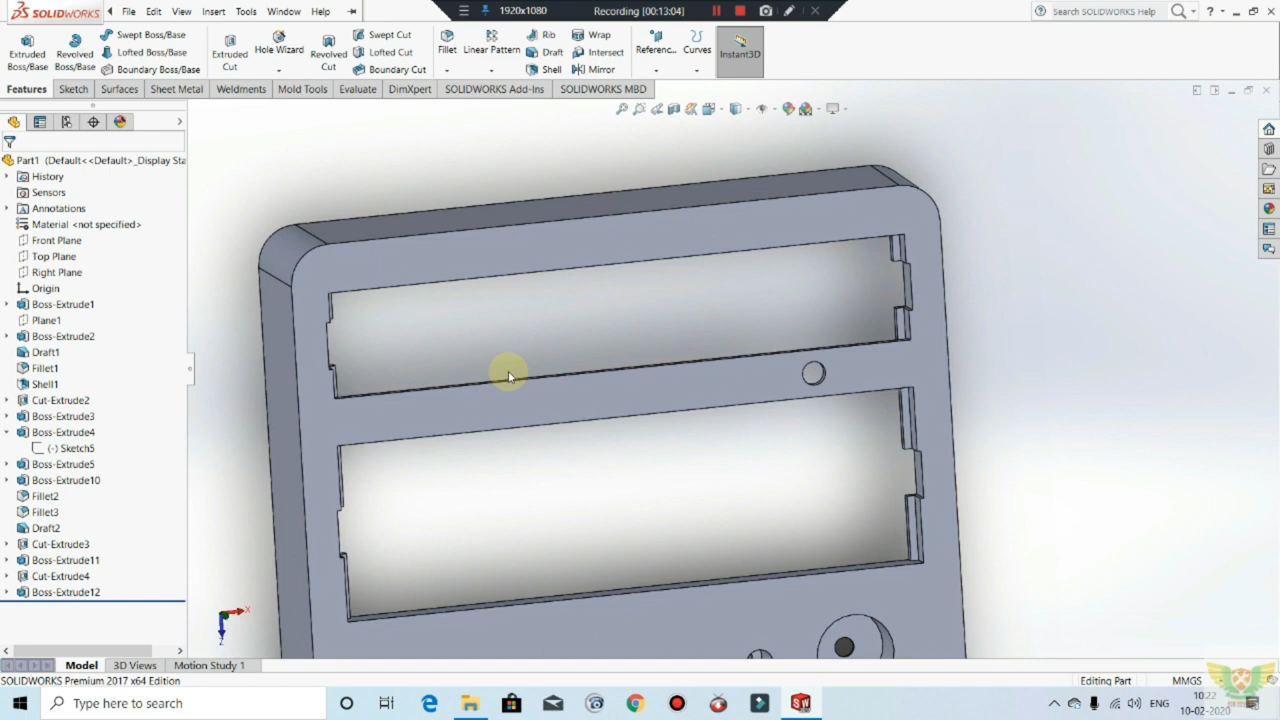 SOLIDWORKS File Edit View Insert Tools Window Help 1920x1080 Recording [00:13:04] Search SOLIDWORKS Help
Extruded Boss/Base
Revolved Boss/Base
Swept Boss/Base
Lofted Boss/Base
Boundary Boss/Base
Extruded Cut
Hole Wizard
Revolved Cut
Swept Cut
Lofted Cut
Boundary Cut
Fillet
Linear Pattern
Rib
Draft
Shell
Wrap
Intersect
Mirror
Referenc...
Curves
Instant3D
Features Sketch Surfaces Sheet Metal Weldments Mold Tools Evaluate DimXpert SOLIDWORKS Add-Ins SOLIDWORKS MBD
Part1 (Default<<Default>_Display Sta
History
Sensors
Annotations
Material <not specified>
Front Plane
Top Plane
Right Plane
Origin
Boss-Extrude1
Plane1
Boss-Extrude2
Draft1
Fillet1
Shell1
Cut-Extrude2
Boss-Extrude3
Boss-Extrude4
(-) Sketch5
Boss-Extrude5
Boss-Extrude10
Fillet2
Fillet3
Draft2
Cut-Extrude3
Boss-Extrude11
Cut-Extrude4
Boss-Extrude12
X
Z
Model 3D Views Motion Study 1
SOLIDWORKS Premium 2017 x64 Edition Editing Part MMGS
Type here to search
ENG
10:22
10-02-2020